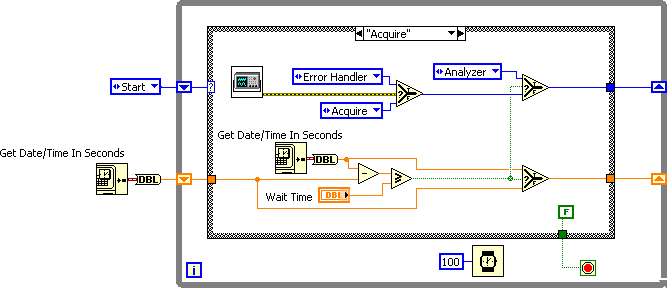 "Acquire"
Error Handler
Analyzer
Start
?
Acquire
?
T
F
?
T
F
Get Date/Time In Seconds
Get Date/Time In Seconds
DBL
DBL
-
≥
?
T
F
Wait Time
DBL
F
100
i